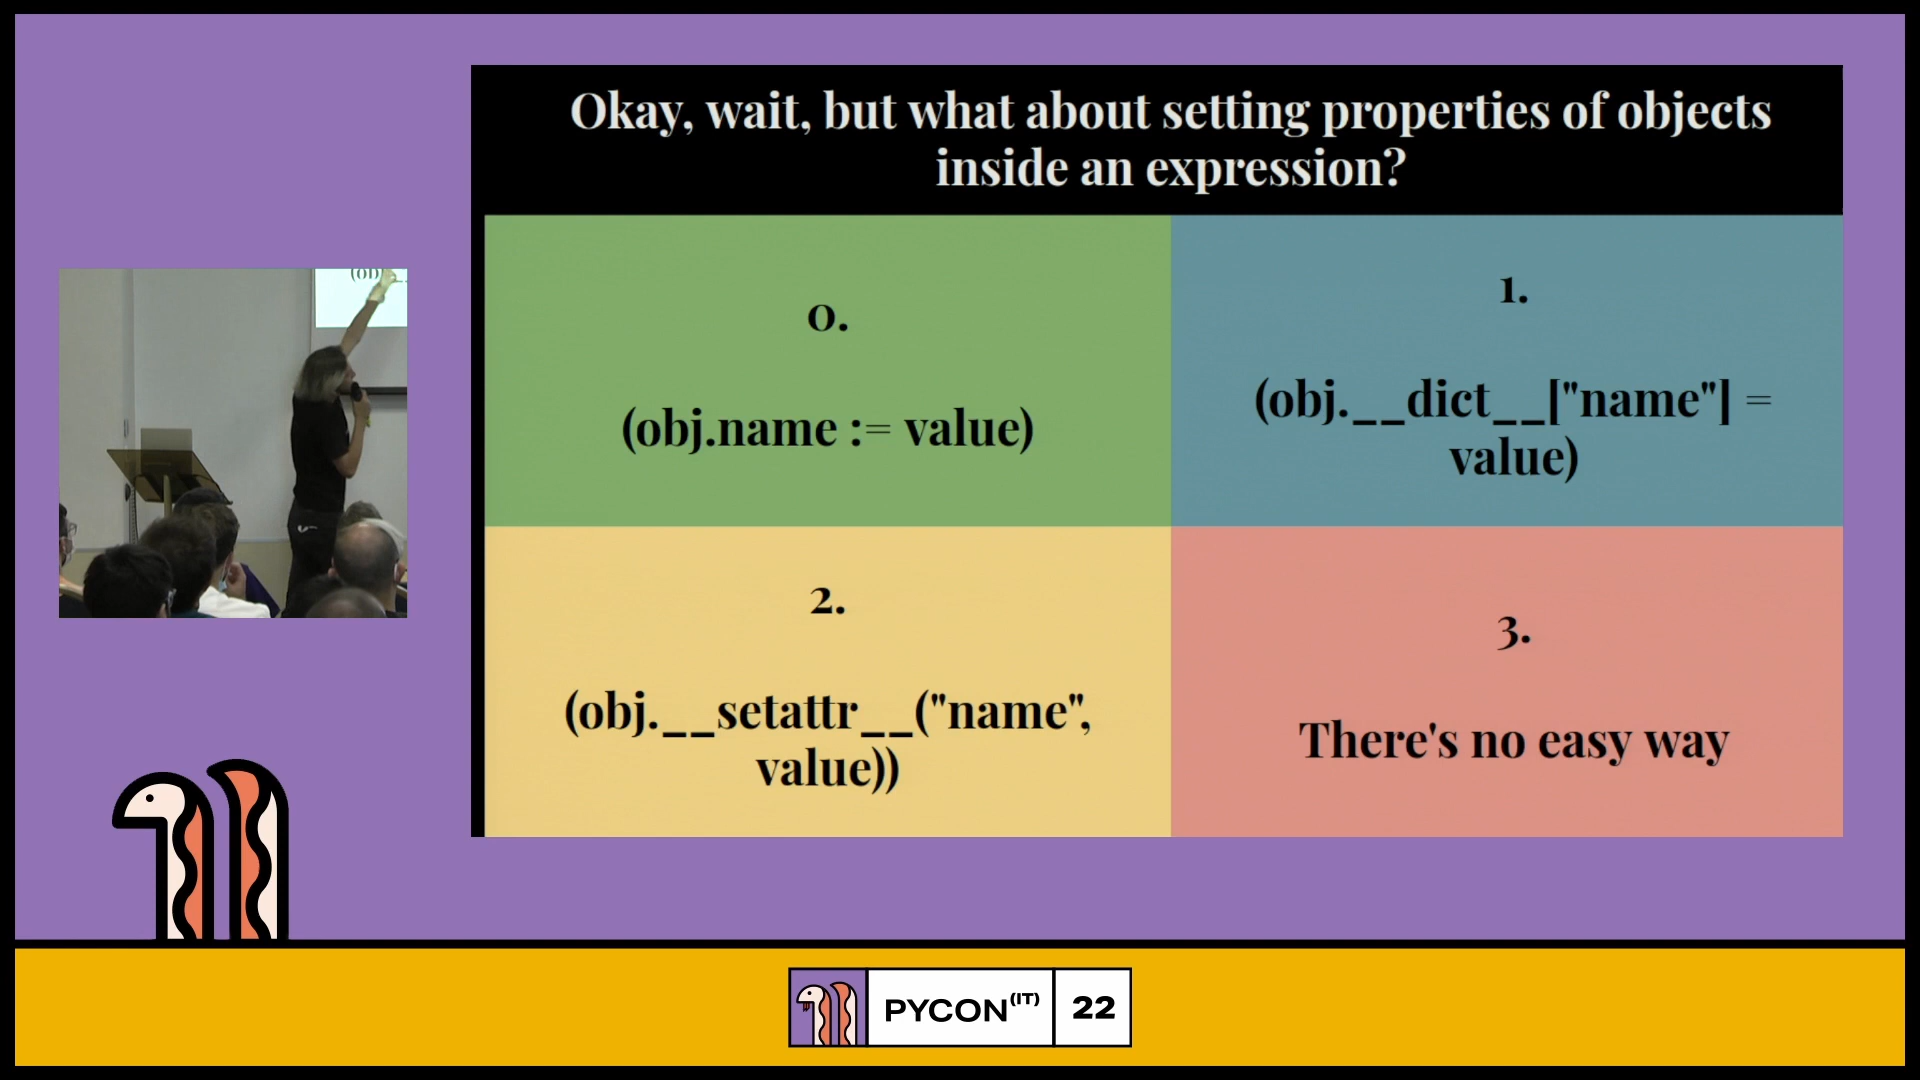 Okay, wait, but what about setting properties of objects
inside an expression?
0.
(obj.name := value)
1.
(obj.__dict__["name"] =
value)
2.
(obj.__setattr__("name",
value))
3.
There's no easy way
PYCON(IT) 22